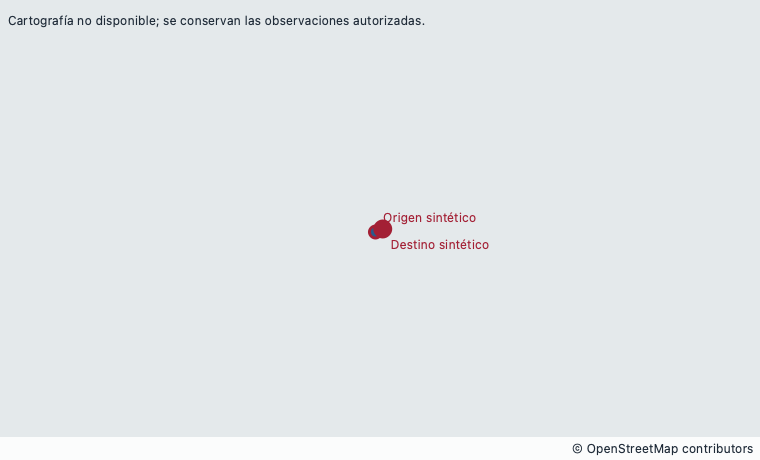 Cartografía no disponible; se conservan las observaciones autorizadas.
Origen sintético
Destino sintético
© OpenStreetMap contributors